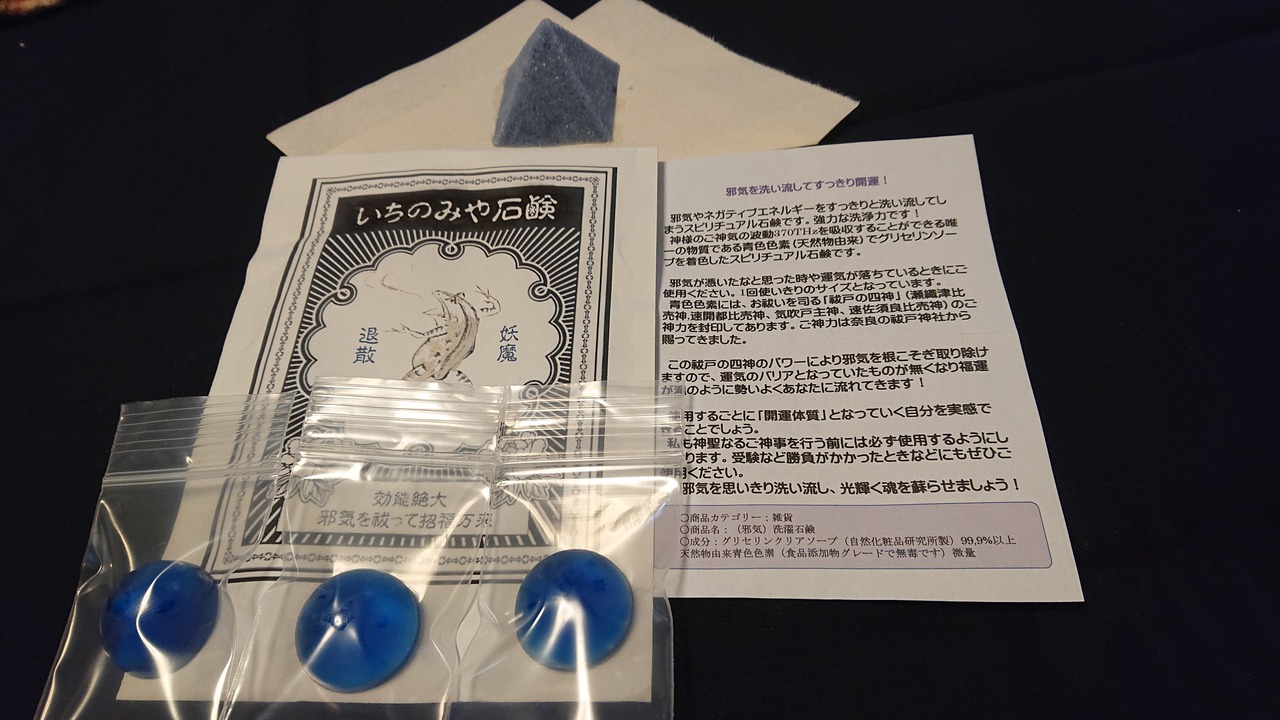 いちのみや石鹸
妖魔
退散
効能絶大
邪気を祓って招福万来
邪気を洗い流してすっきり開運！
邪気やネガティブエネルギーをすっきりと洗い流してし
まうスピリチュアル石鹸です。強力な洗浄力です！
神様のご神気の波動370THzを吸収することができる唯
一の物質である青色色素（天然物由来）でグリセリンソー
プを着色したスピリチュアル石鹸です。
邪気が憑いたなと思った時や運気が落ちているときにご
使用ください。1回使いきりのサイズとなっています。
青色色素には、お祓いを司る「祓戸の四神」（瀬織津比
売神、速開都比売神、気吹戸主神、速佐須良比売神）のご
神力を封印してあります。ご神力は奈良の祓戸神社から
賜ってきました。
この祓戸の四神のパワーにより邪気を根こそぎ取り除け
ますので、運気のバリアとなっていたものが無くなり福運
が滝のように勢いよくあなたに流れてきます！
使用するごとに「開運体質」となっていく自分を実感で
きることでしょう。
私も神聖なるご神事を行う前には必ず使用するようにし
ております。受験など勝負がかかったときなどにもぜひご
使用ください。
邪気を思いきり洗い流し、光輝く魂を蘇らせましょう！
〇商品カテゴリー：雑貨
〇商品名：（邪気）洗濯石鹸
〇成分：グリセリンクリアソープ（自然化粧品研究所製）99,9%以上
天然物由来青色色素（食品添加物グレードで無毒です）微量